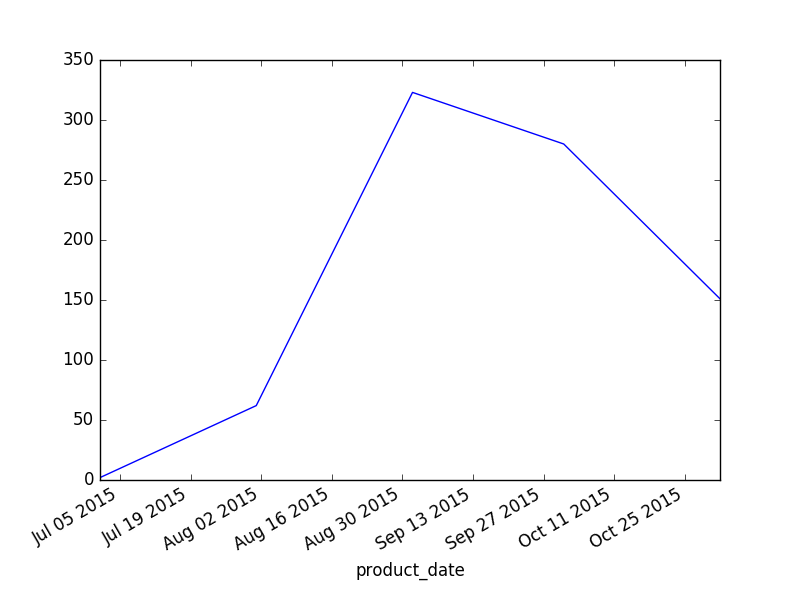 350
300
250
200
150
100
50
0
Jul 05 2015
Jul 19 2015
Aug 02 2015
Aug 16 2015
Aug 30 2015
Sep 13 2015
Sep 27 2015
Oct 11 2015
Oct 25 2015
product_date